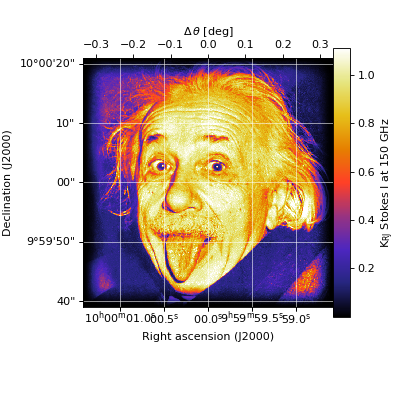 Δθ [deg]
−0.3 −0.2 −0.1 0.0 0.1 0.2 0.3
10°00'20"
10"
00"
9°59'50"
40"
Declination (J2000)
10ʰ00ᵐ01.0ˢ 00.5ˢ 00.0ˢ 9ʰ59ᵐ59.5ˢ 59.0ˢ
Right ascension (J2000)
1.0
0.8
0.6
0.4
0.2
K_RJ Stokes I at 150 GHz